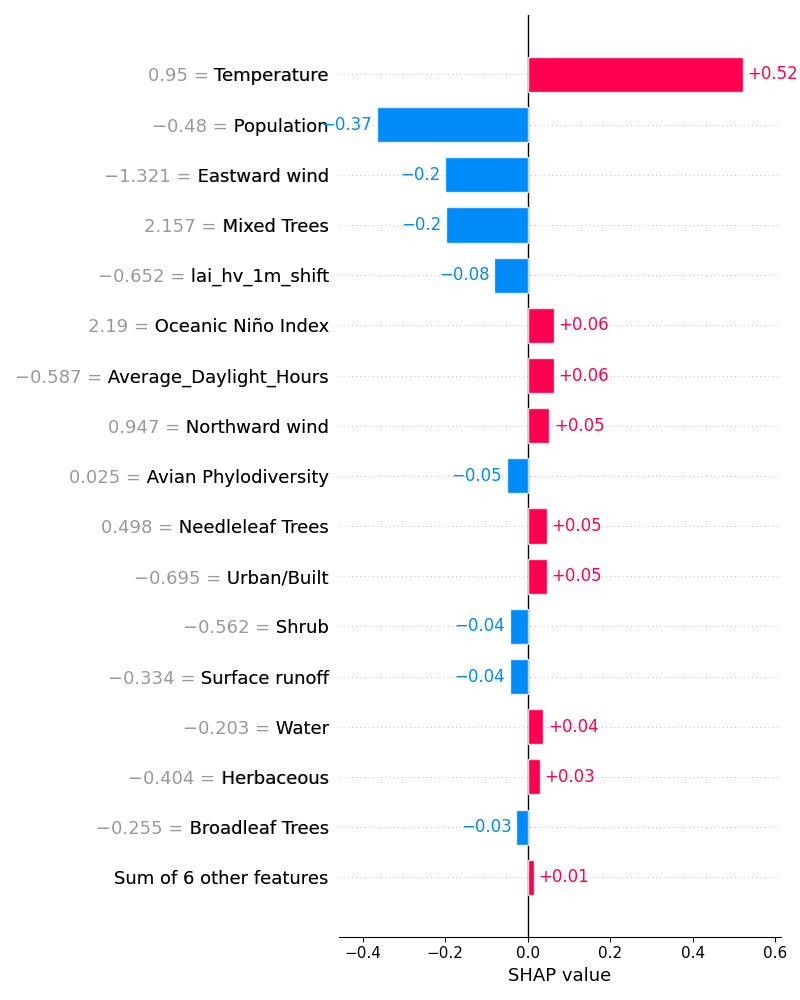 0.95 = Temperature +0.52
−0.48 = Population −0.37
−1.321 = Eastward wind −0.2
2.157 = Mixed Trees −0.2
−0.652 = lai_hv_1m_shift −0.08
2.19 = Oceanic Niño Index +0.06
−0.587 = Average_Daylight_Hours +0.06
0.947 = Northward wind +0.05
0.025 = Avian Phylodiversity −0.05
0.498 = Needleleaf Trees +0.05
−0.695 = Urban/Built +0.05
−0.562 = Shrub −0.04
−0.334 = Surface runoff −0.04
−0.203 = Water +0.04
−0.404 = Herbaceous +0.03
−0.255 = Broadleaf Trees −0.03
Sum of 6 other features +0.01
−0.4 −0.2 0.0 0.2 0.4 0.6
SHAP value